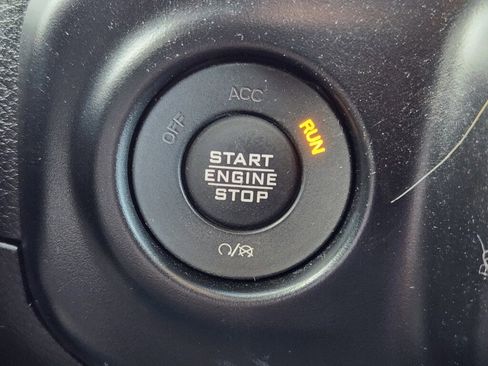 ACC
OFF
RUN
START
ENGINE
STOP